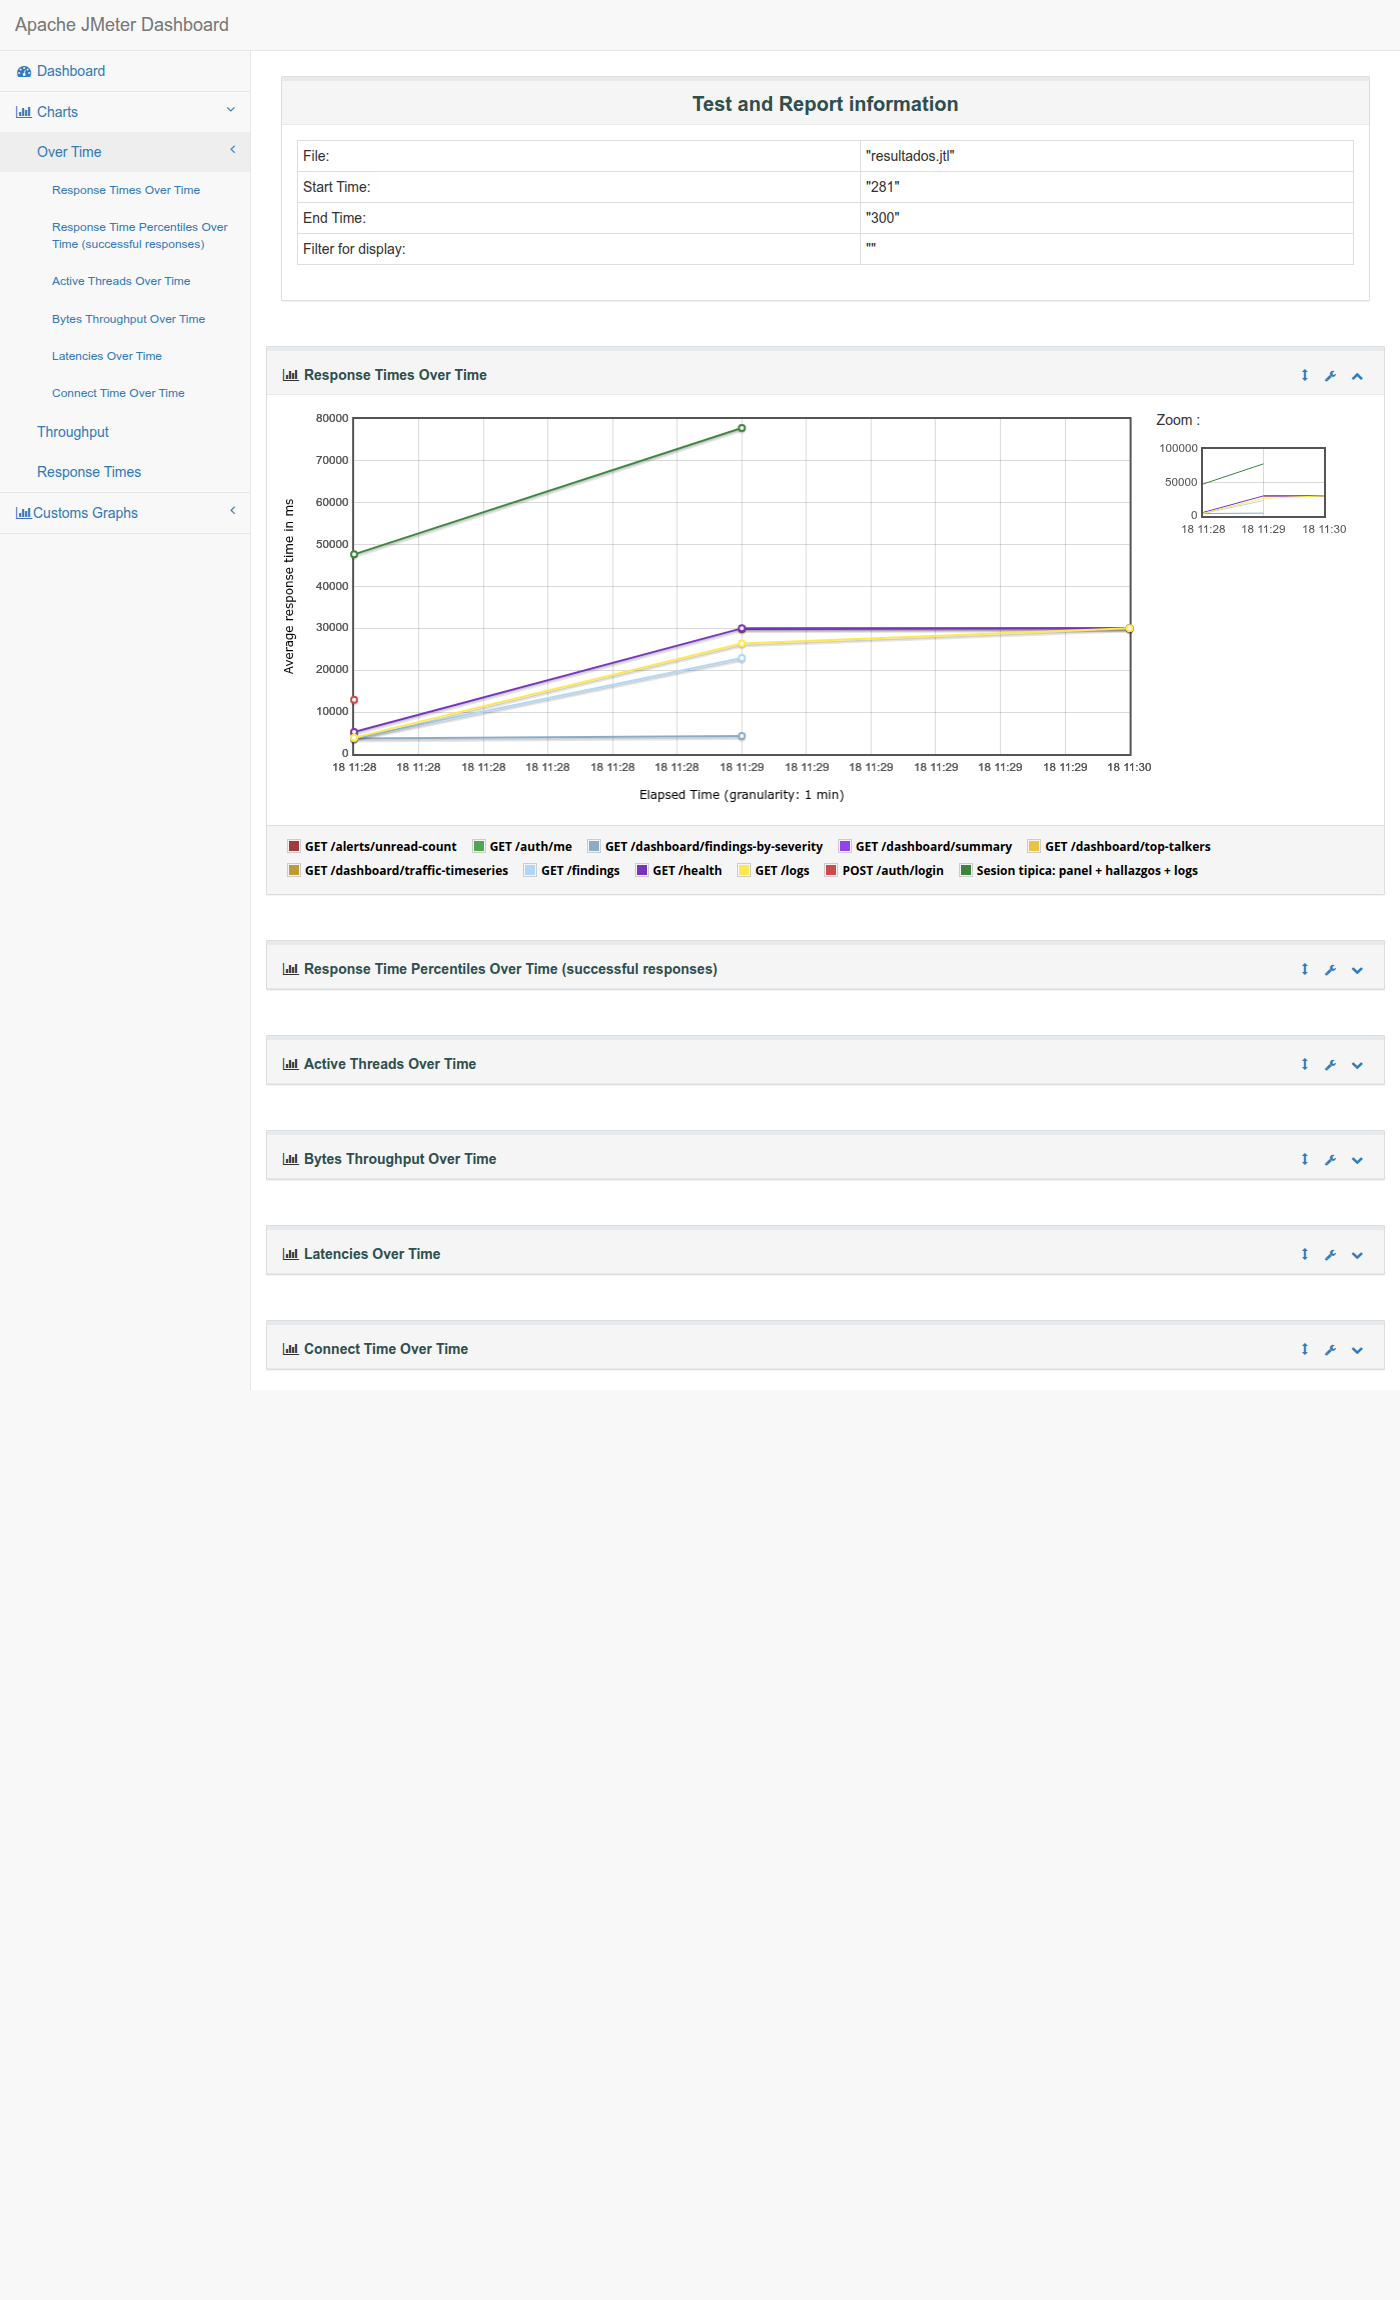 Apache JMeter Dashboard
Dashboard
Charts
Over Time
Response Times Over Time
Response Time Percentiles Over
Time (successful responses)
Active Threads Over Time
Bytes Throughput Over Time
Latencies Over Time
Connect Time Over Time
Throughput
Response Times
Customs Graphs
Test and Report information
File: "resultados.jtl"
Start Time: "281"
End Time: "300"
Filter for display: ""
Response Times Over Time
80000
70000
60000
50000
40000
30000
20000
10000
0
Average response time in ms
18 11:28 18 11:28 18 11:28 18 11:28 18 11:28 18 11:28 18 11:29 18 11:29 18 11:29 18 11:29 18 11:29 18 11:29 18 11:30
Elapsed Time (granularity: 1 min)
Zoom :
100000
50000
0
18 11:28 18 11:29 18 11:30
GET /alerts/unread-count GET /auth/me GET /dashboard/findings-by-severity GET /dashboard/summary GET /dashboard/top-talkers
GET /dashboard/traffic-timeseries GET /findings GET /health GET /logs POST /auth/login Sesion tipica: panel + hallazgos + logs
Response Time Percentiles Over Time (successful responses)
Active Threads Over Time
Bytes Throughput Over Time
Latencies Over Time
Connect Time Over Time